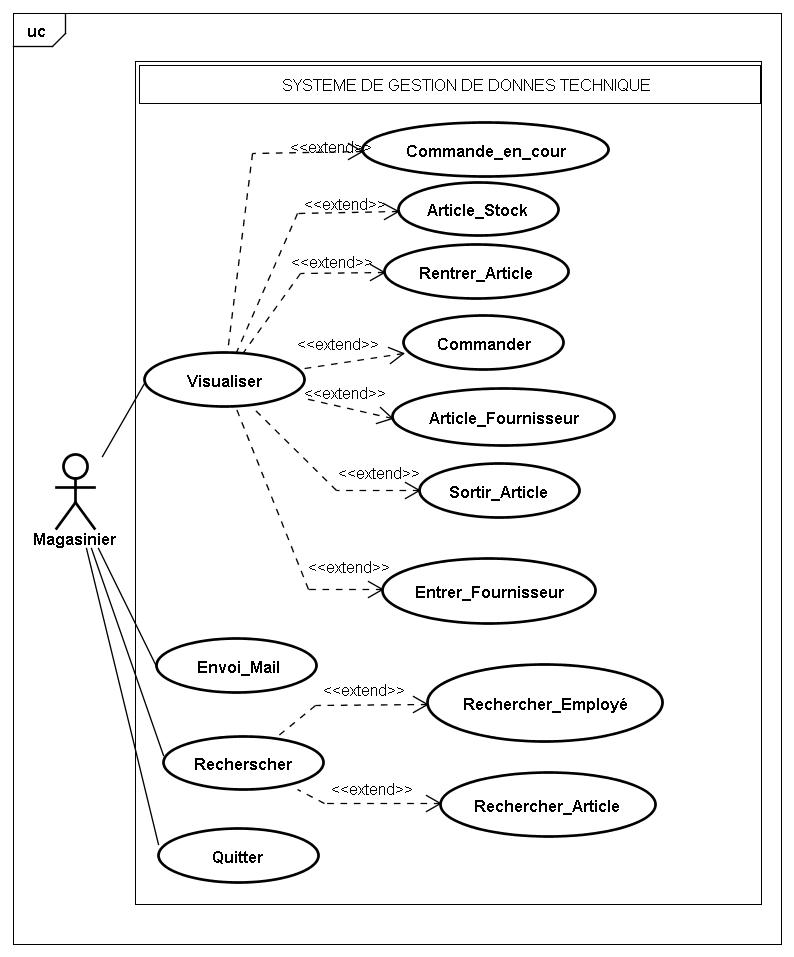 uc
SYSTEME DE GESTION DE DONNES TECHNIQUE
<<extend>>
Commande_en_cour
<<extend>>
Article_Stock
<<extend>>
Rentrer_Article
<<extend>>
Commander
Visualiser
<<extend>>
Article_Fournisseur
<<extend>>
Sortir_Article
Magasinier
<<extend>>
Entrer_Fournisseur
Envoi_Mail
<<extend>>
Rechercher_Employé
Recherscher
<<extend>>
Rechercher_Article
Quitter